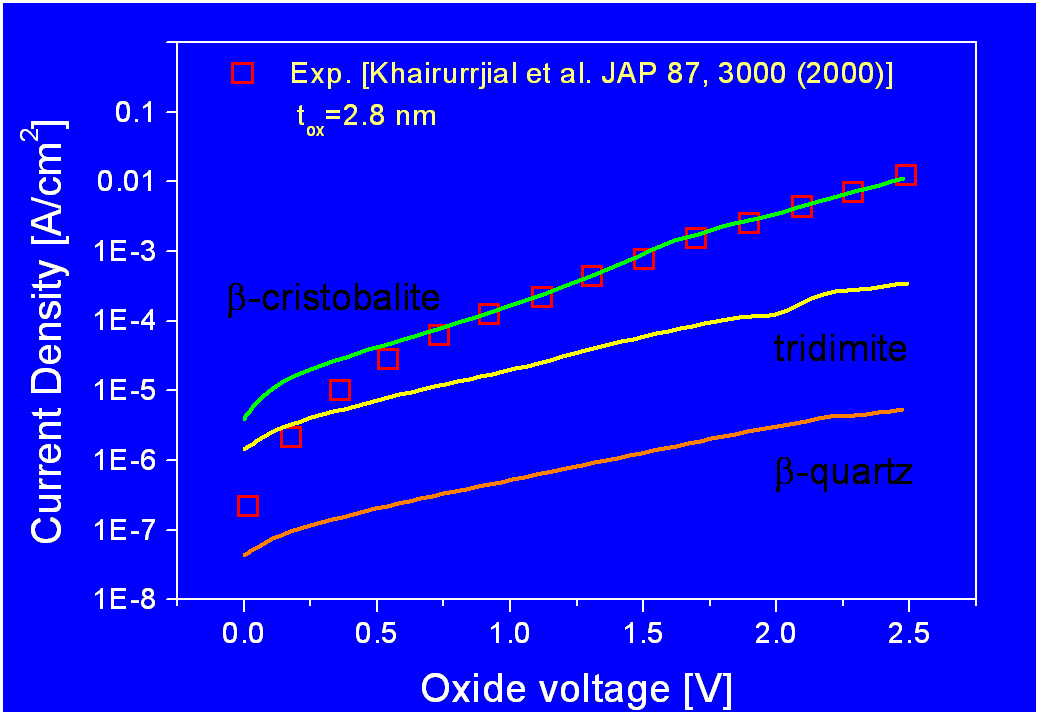 Exp. [Khairurrjial et al. JAP 87, 3000 (2000)]
tox=2.8 nm
0.1
0.01
1E-3
1E-4
1E-5
1E-6
1E-7
1E-8
Current Density [A/cm²]
β-cristobalite
tridimite
β-quartz
0.0 0.5 1.0 1.5 2.0 2.5
Oxide voltage [V]